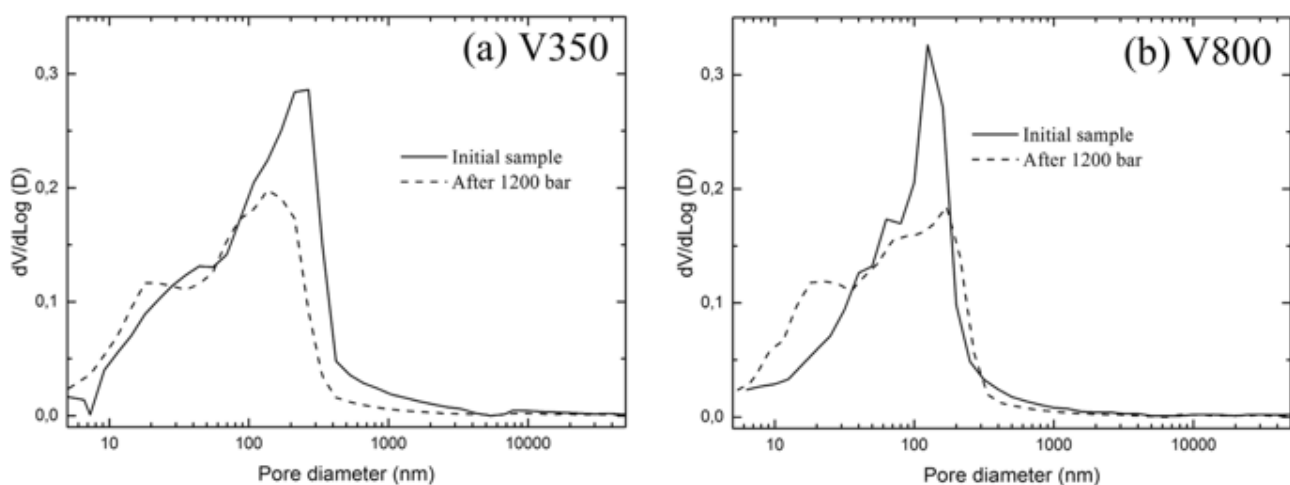 (a) V350
0,3
0,2
0,1
0,0
dV/dLog (D)
Initial sample
After 1200 bar
10
100
1000
10000
Pore diameter (nm)
(b) V800
0,3
0,2
0,1
0,0
dV/dLog (D)
Initial sample
After 1200 bar
10
100
1000
10000
Pore diameter (nm)